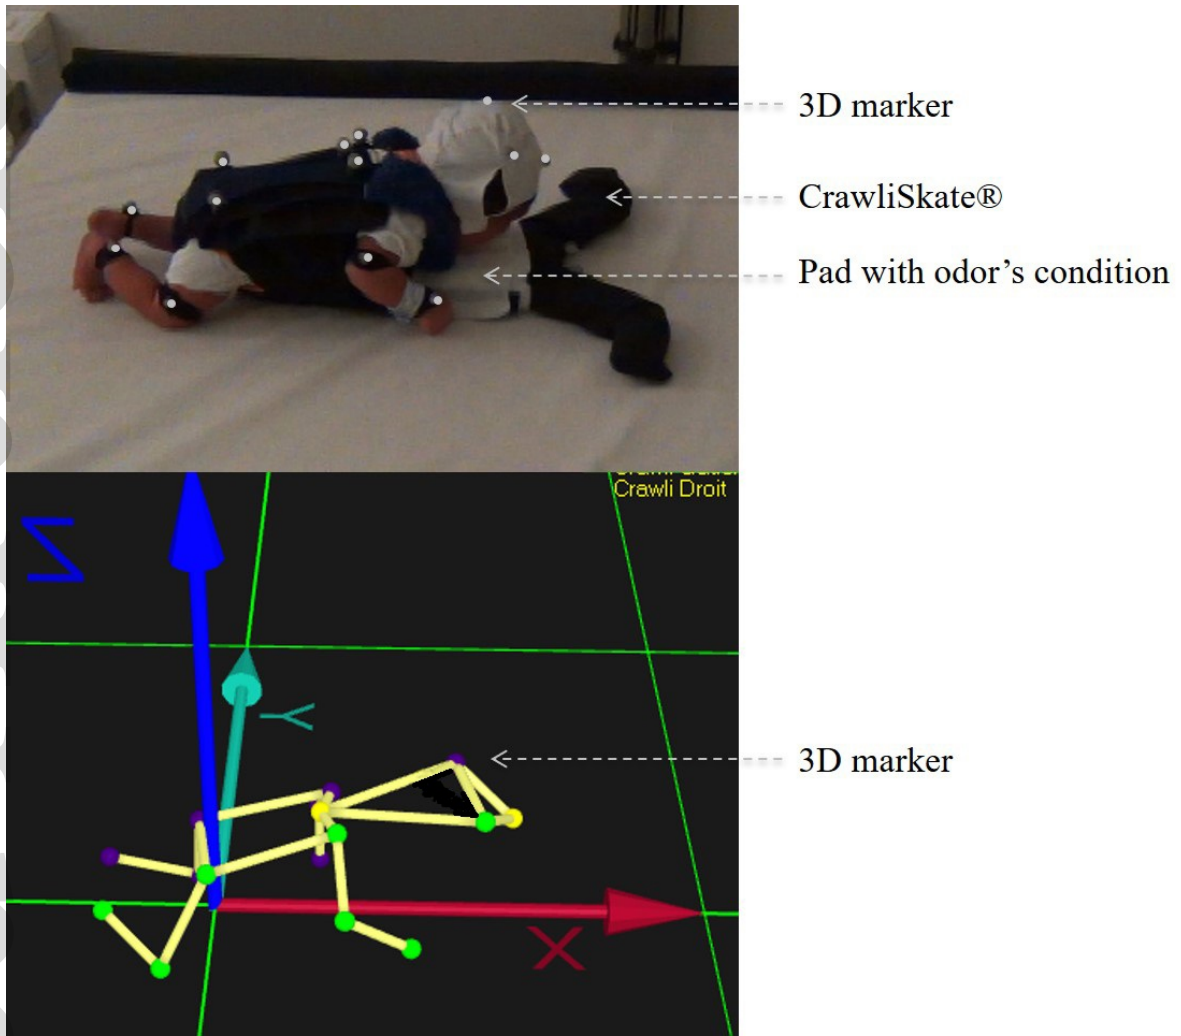 3D marker
CrawliSkate®
Pad with odor’s condition
Crawli Droit
Z
Y
3D marker
X